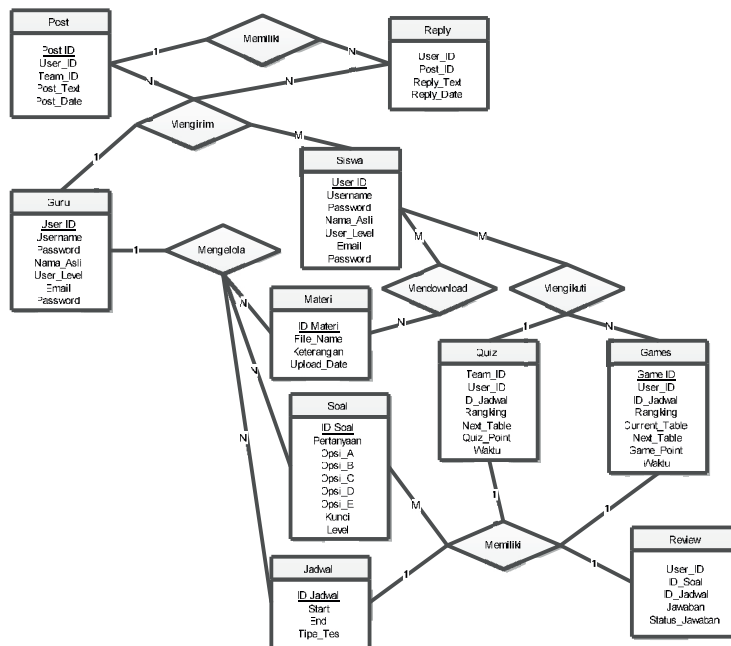 Post
Post ID
User_ID
Team_ID
Post_Text
Post_Date
1
Memiliki
N
Reply
User_ID
Post_ID
Reply_Text
Reply_Date
N
N
Mengirim
1
M
Siswa
User ID
Username
Password
Nama_Asli
User_Level
Email
Password
Guru
User ID
Username
Password
Nama_Asli
User_Level
Email
Password
1
Mengelola
M
M
Mendownload
Mengikuti
N
N
N
Materi
ID Materi
File_Name
Keterangan
Upload_Date
N
1
N
Quiz
Team_ID
User_ID
D_Jadwal
Rangking
Next_Table
Quiz_Point
Waktu
Games
Game ID
User_ID
ID_Jadwal
Rangking
Current_Table
Next_Table
Game_Point
Waktu
Soal
ID Soal
Pertanyaan
Opsi_A
Opsi_B
Opsi_C
Opsi_D
Opsi_E
Kunci
Level
M
1
1
Memiliki
1
1
Jadwal
ID Jadwal
Start
End
Tipe_Tes
Review
User_ID
ID_Soal
ID_Jadwal
Jawaban
Status_Jawaban